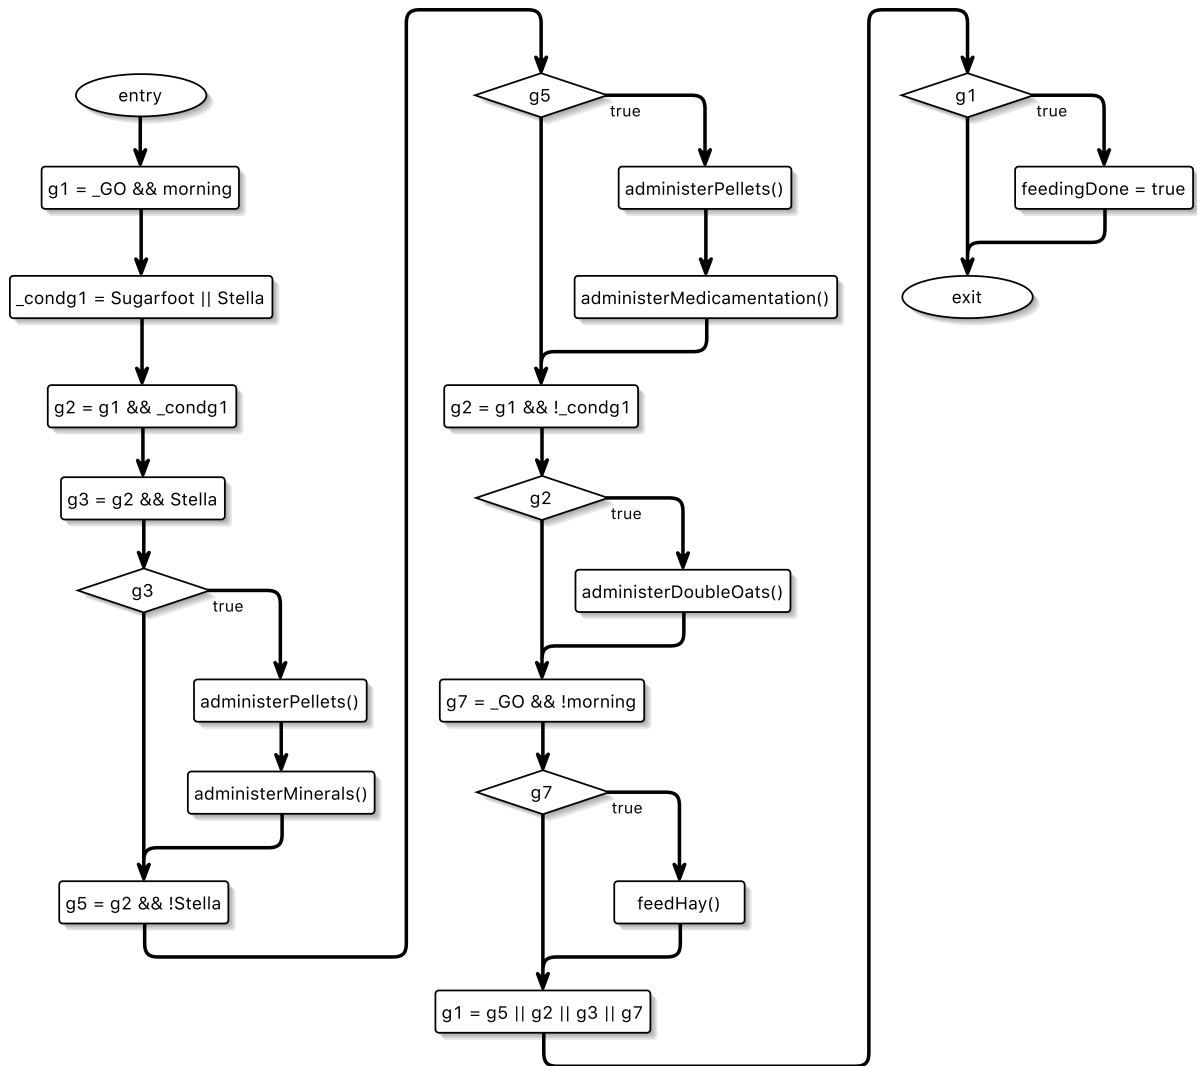 entry
g1 = _GO && morning
_condg1 = Sugarfoot || Stella
g2 = g1 && _condg1
g3 = g2 && Stella
g3
true
administerPellets()
administerMinerals()
g5 = g2 && !Stella
g5
true
administerPellets()
administerMedicamentation()
g2 = g1 && !_condg1
g2
true
administerDoubleOats()
g7 = _GO && !morning
g7
true
feedHay()
g1 = g5 || g2 || g3 || g7
g1
true
feedingDone = true
exit